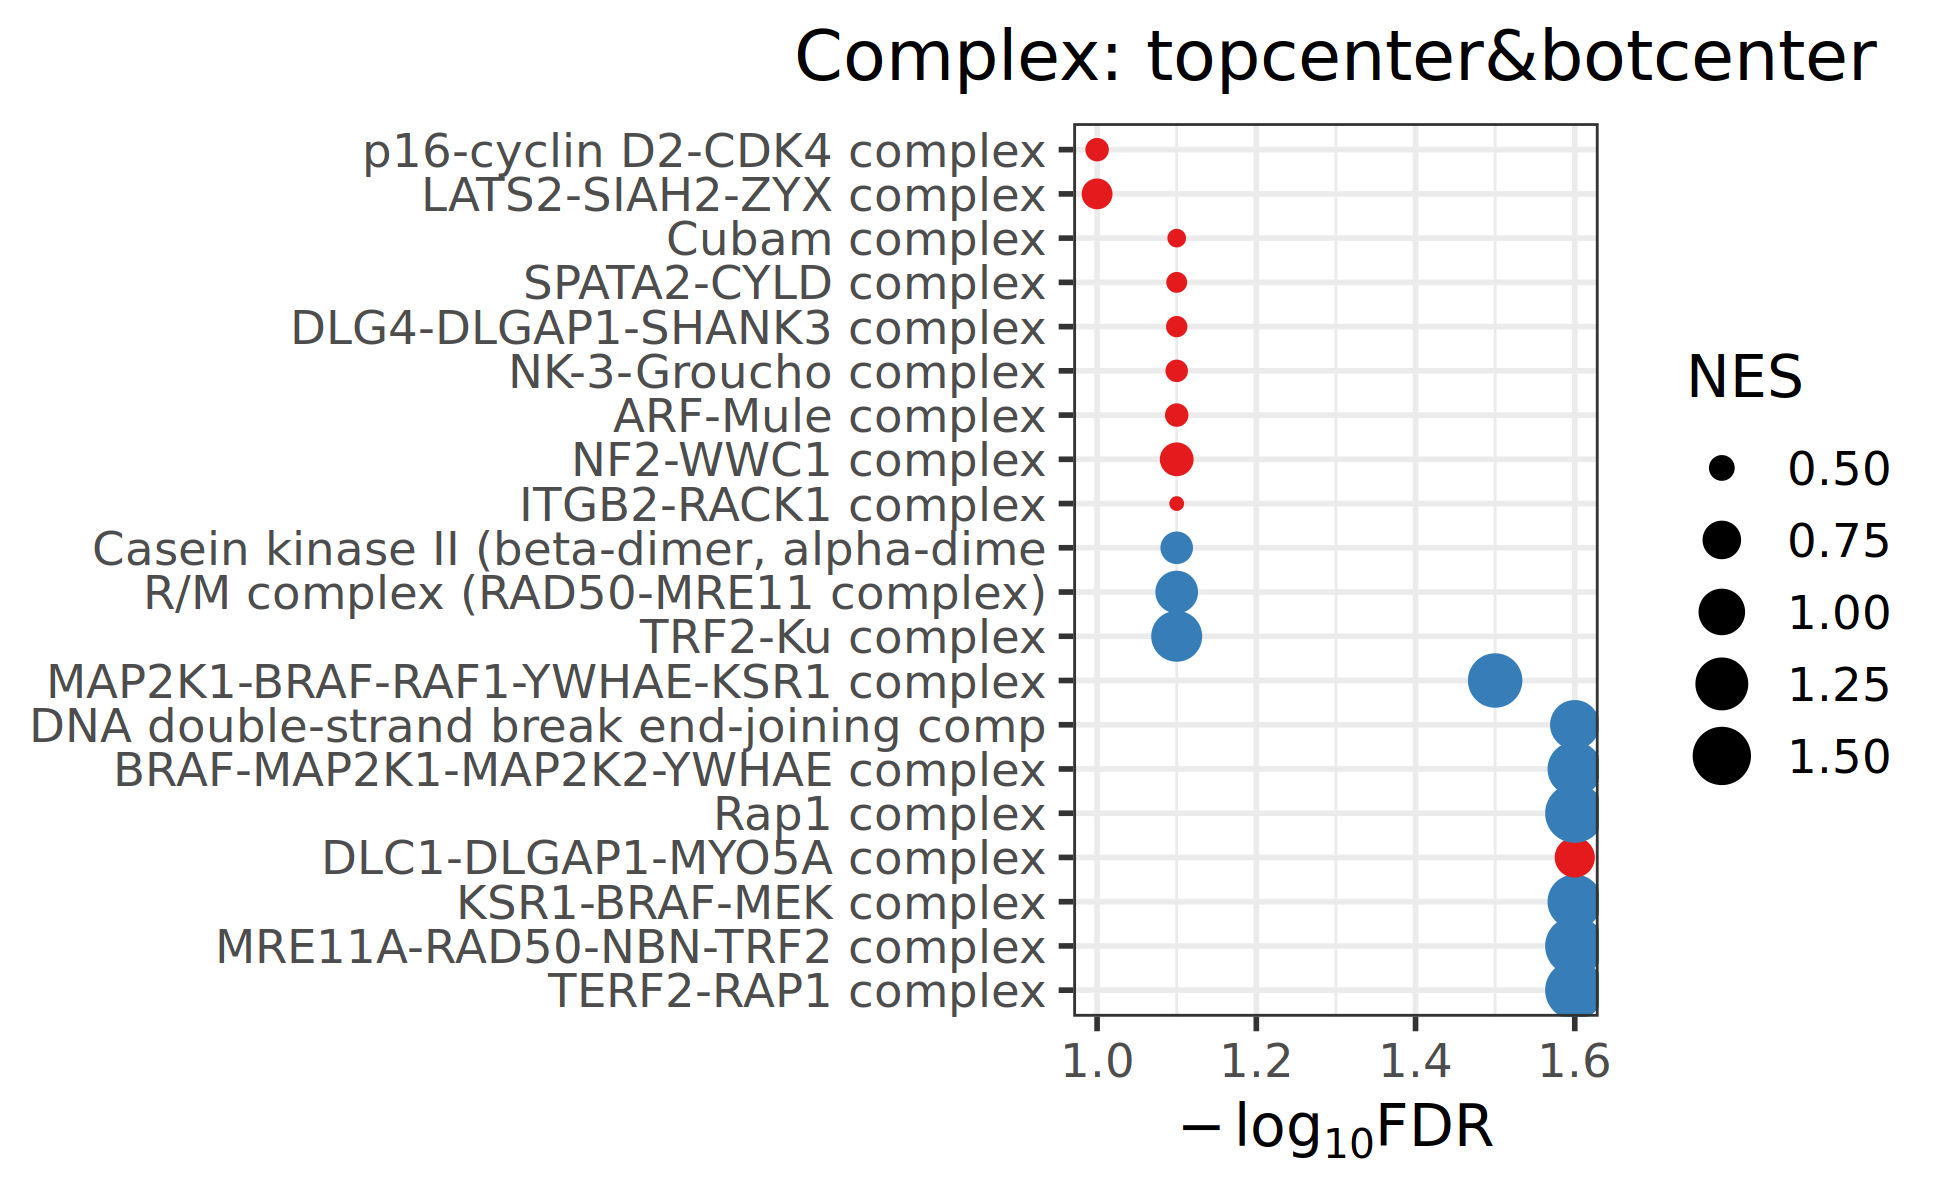 Complex: topcenter&botcenter
p16-cyclin D2-CDK4 complex
LATS2-SIAH2-ZYX complex
Cubam complex
SPATA2-CYLD complex
DLG4-DLGAP1-SHANK3 complex
NK-3-Groucho complex
ARF-Mule complex
NF2-WWC1 complex
ITGB2-RACK1 complex
Casein kinase II (beta-dimer, alpha-dime
R/M complex (RAD50-MRE11 complex)
TRF2-Ku complex
MAP2K1-BRAF-RAF1-YWHAE-KSR1 complex
DNA double-strand break end-joining comp
BRAF-MAP2K1-MAP2K2-YWHAE complex
Rap1 complex
DLC1-DLGAP1-MYO5A complex
KSR1-BRAF-MEK complex
MRE11A-RAD50-NBN-TRF2 complex
TERF2-RAP1 complex
1.0 1.2 1.4 1.6
−log₁₀FDR
NES
0.50
0.75
1.00
1.25
1.50